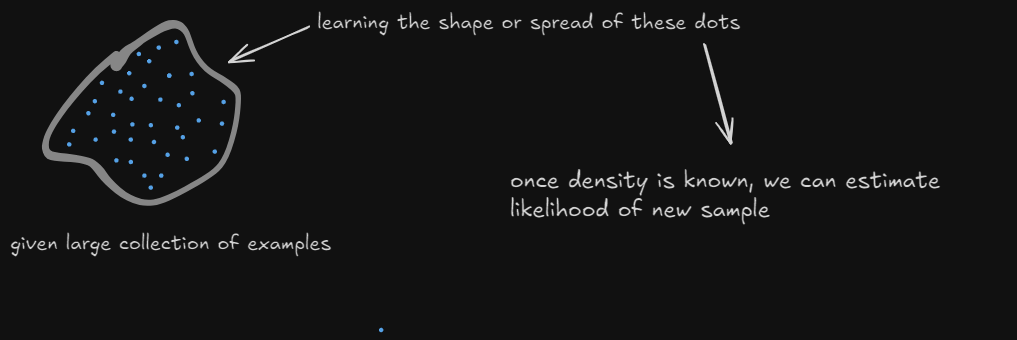 learning the shape or spread of these dots
once density is known, we can estimate
likelihood of new sample
given large collection of examples